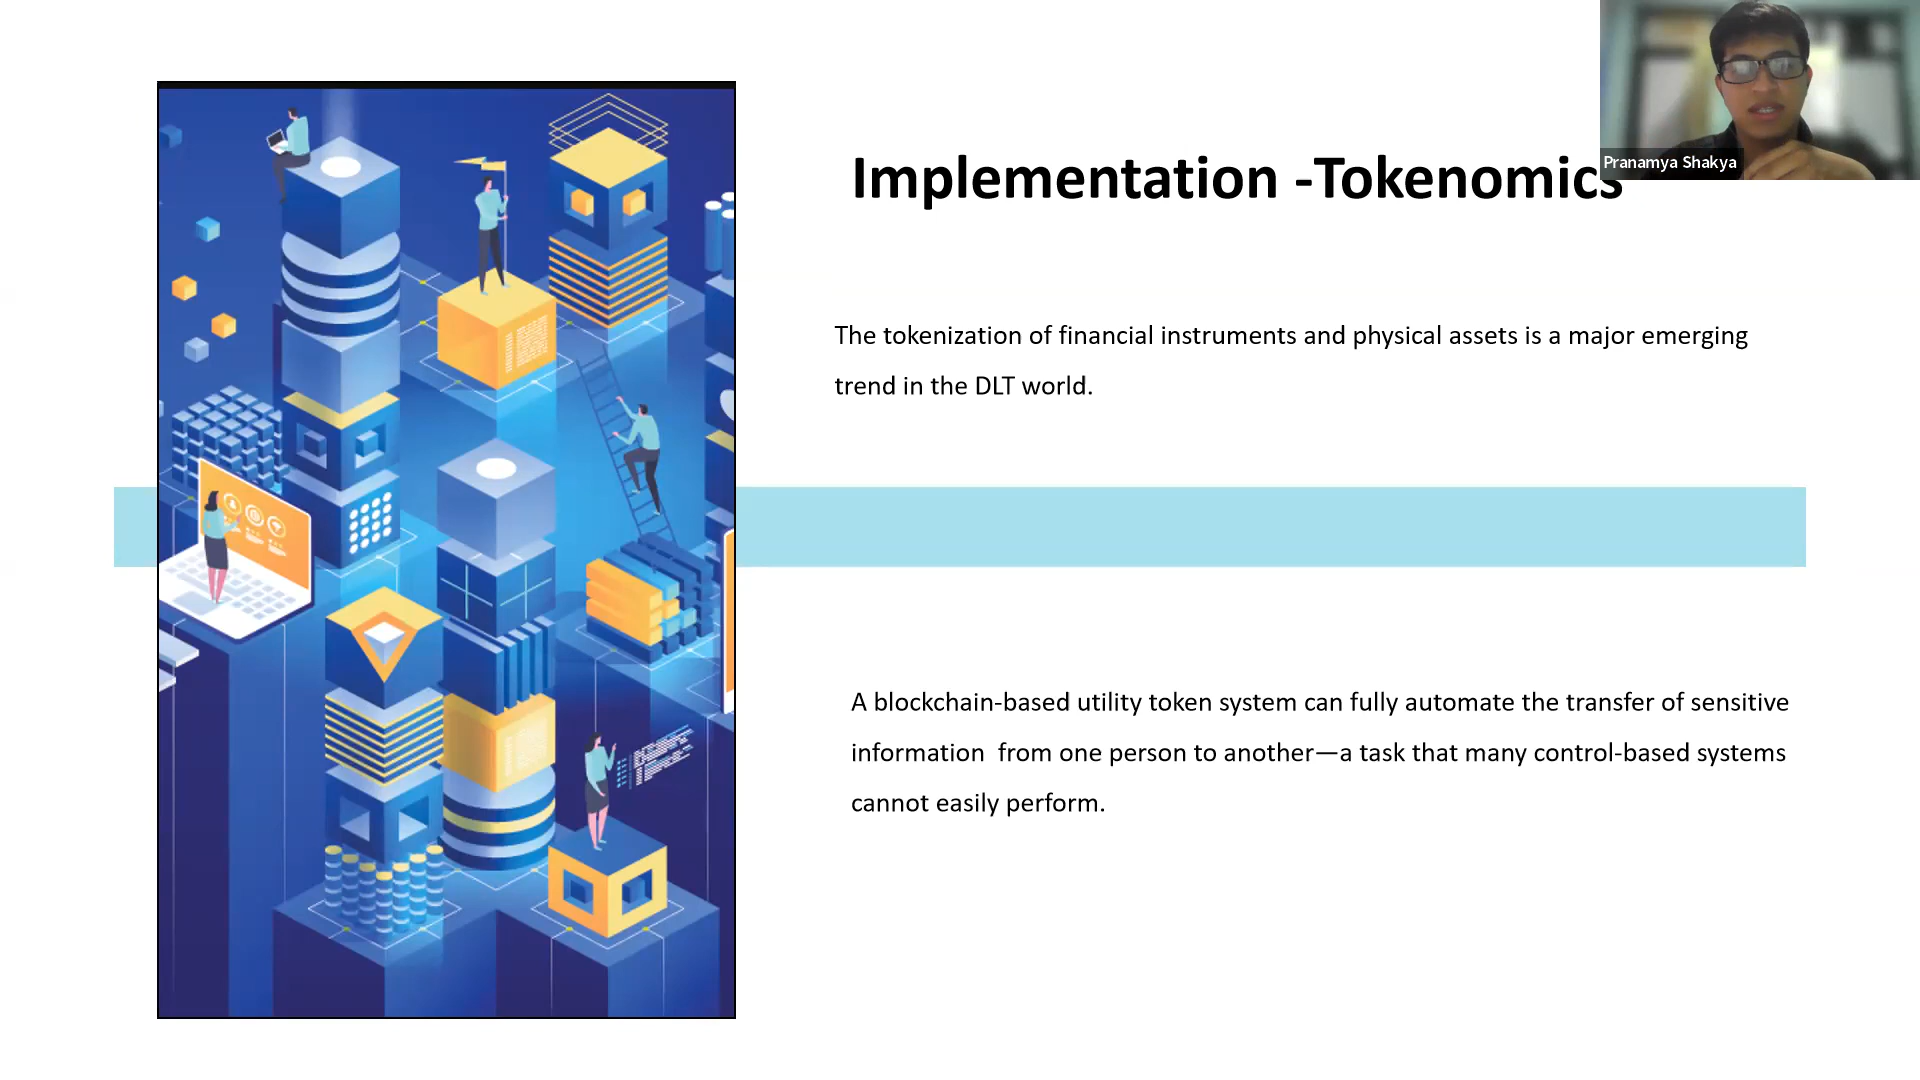 Pranamya Shakya
Implementation -Tokenomics
The tokenization of financial instruments and physical assets is a major emerging
trend in the DLT world.
A blockchain-based utility token system can fully automate the transfer of sensitive
information  from one person to another—a task that many control-based systems
cannot easily perform.